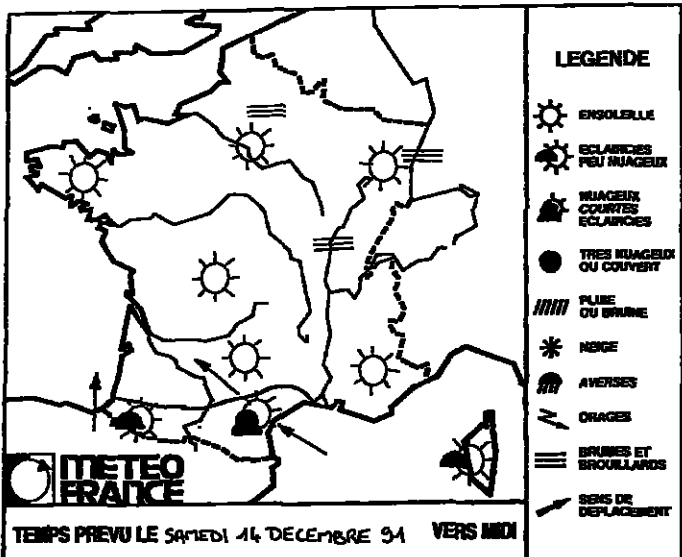 LEGENDE
ENSOLEILLE
ECLAIRCIES
PEU NUAGEUX
NUAGEUX
COURTES
ECLAIRCIES
TRES NUAGEUX
OU COUVERT
PLUIE
OU BRUINE
NEIGE
AVERSES
ORAGES
BRUMES ET
BROUILLARDS
SENS DE
DEPLACEMENT
METEO
FRANCE
TEMPS PREVU LE SAMEDI 14 DECEMBRE 91 VERS MIDI